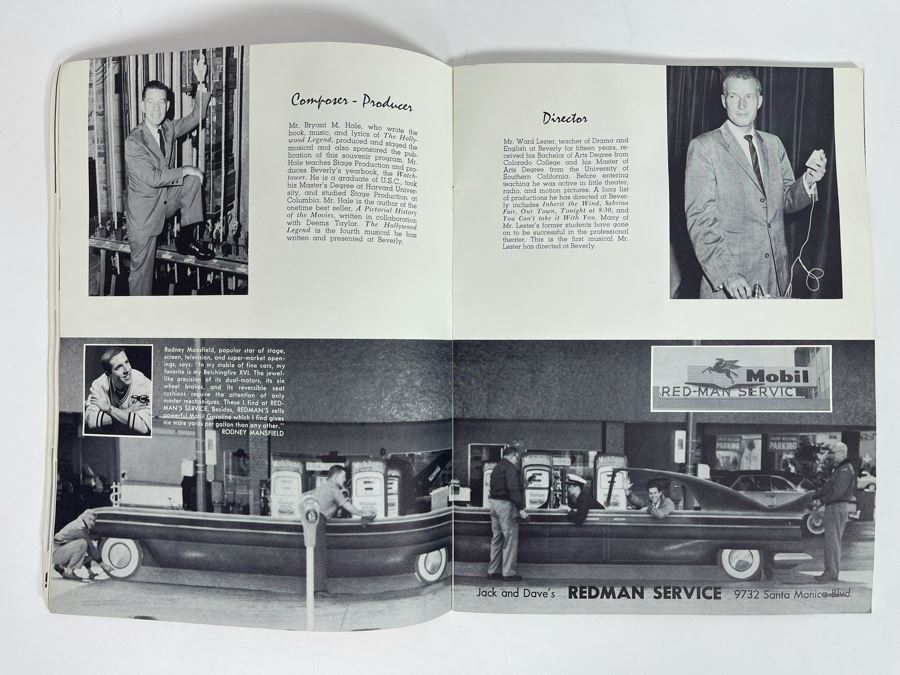 Composer - Producer
Mr. Bryant M. Hale, who wrote the
book, music, and lyrics of The Holly-
wood Legend, produced and staged the
musical and also sponsored the pub-
lication of this souvenir program. Mr.
Hale teaches Stage Production and pro-
duces Beverly's yearbook, the Watch-
tower. He is a graduate of U.S.C., took
his Master's Degree at Harvard Univer-
sity, and studied Stage Production at
Columbia. Mr. Hale is the author of the
onetime best seller, A Pictorial History
of the Movies, written in collaboration
with Deems Taylor. The Hollywood
Legend is the fourth musical he has
written and presented at Beverly.
Director
Mr. Ward Lester, teacher of Drama and
English at Beverly for fifteen years, re-
ceived his Bachelor of Arts Degree from
Colorado College and his Master of
Arts Degree from the University of
Southern California. Before entering
teaching he was active in little theater,
radio, and motion pictures. A long list
of productions he has directed at Bever-
ly includes Inherit the Wind, Sabrina
Fair, Our Town, Tonight at 8:30, and
You Can't take it With You. Many of
Mr. Lester's former students have gone
on to be successful in the professional
theater. This is the first musical Mr.
Lester has directed at Beverly.
Rodney Mansfield, popular star of stage,
screen, television, and super-market open-
ings, says: "In my stable of fine cars, my
favorite is my Belchingfire XVI. The jewel-
like precision of its dual-motors, its six
wheel brakes, and its reversible seat
cushions require the attention of only
master mechaniques. These I find at RED-
MAN'S SERVICE. Besides, REDMAN'S sells
powerful Mobil Gasoline which I find gives
me more yards per gallon than any other."
RODNEY MANSFIELD
Mobil
RED-MAN SERVICE
PARKING
PARKING
Jack and Dave's REDMAN SERVICE 9732 Santa Monica Blvd.